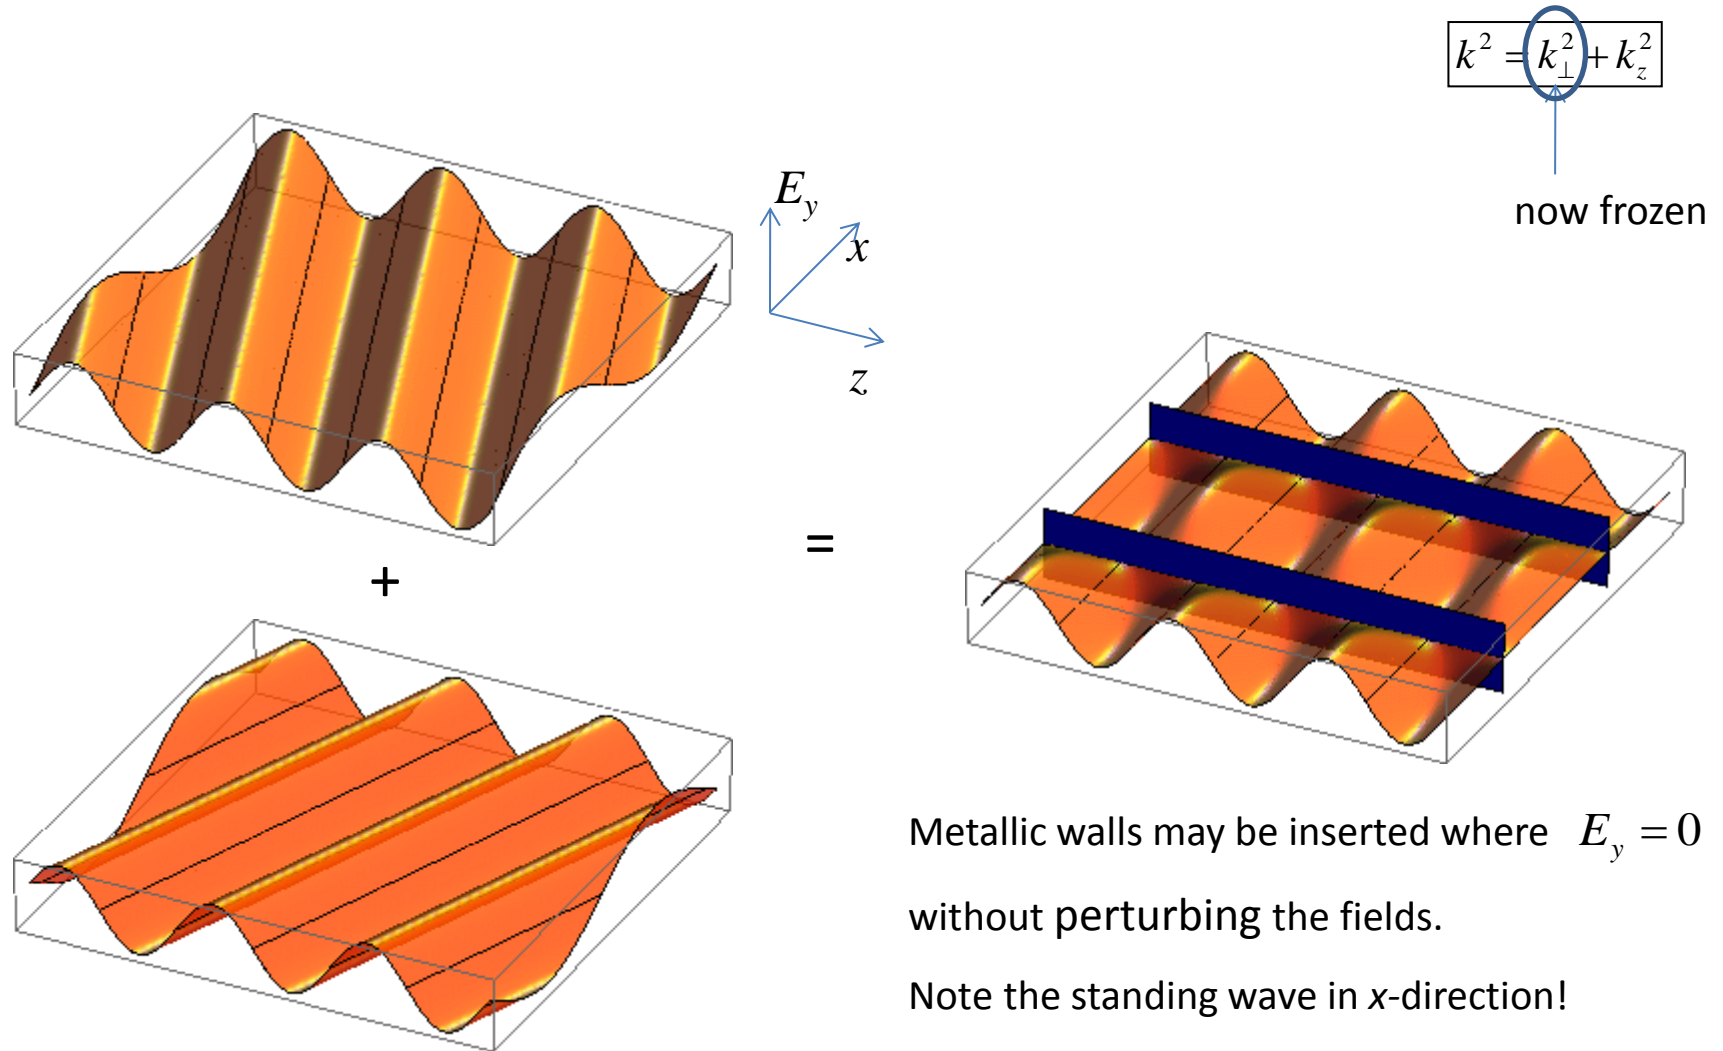 k² = k⊥² + k_z²
now frozen
E_y
x
z
+
=
Metallic walls may be inserted where E_y = 0
without perturbing the fields.
Note the standing wave in x-direction!